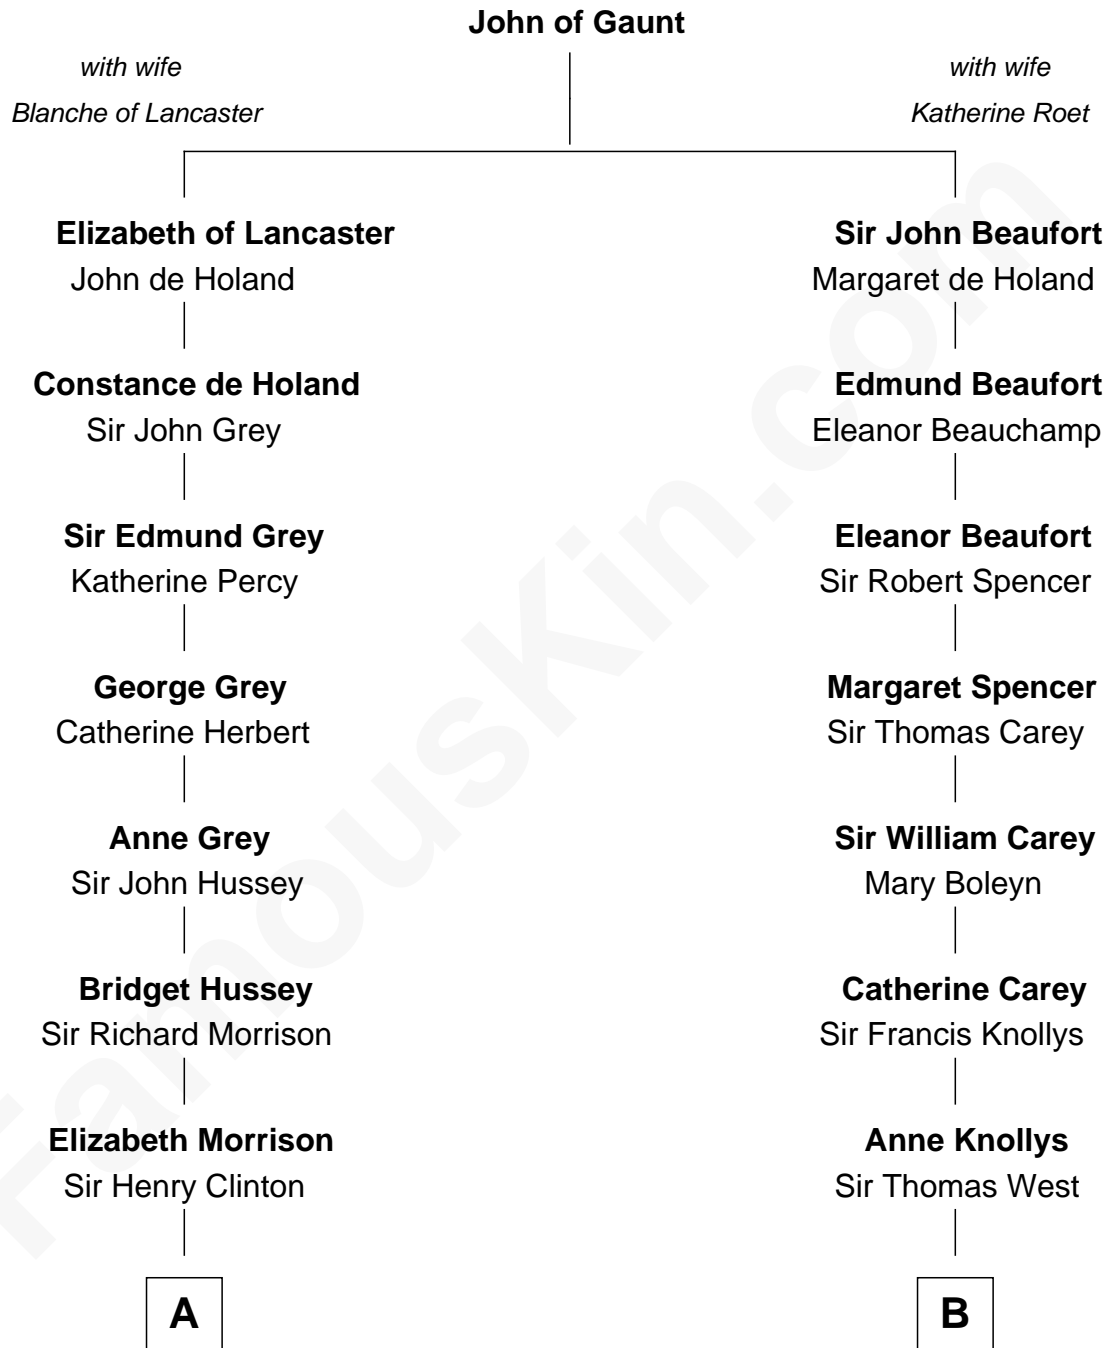 John of Gaunt
with wife
Blanche of Lancaster
with wife
Katherine Roet
Elizabeth of Lancaster
John de Holand
Sir John Beaufort
Margaret de Holand
Constance de Holand
Sir John Grey
Edmund Beaufort
Eleanor Beauchamp
Sir Edmund Grey
Katherine Percy
Eleanor Beaufort
Sir Robert Spencer
George Grey
Catherine Herbert
Margaret Spencer
Sir Thomas Carey
Anne Grey
Sir John Hussey
Sir William Carey
Mary Boleyn
Bridget Hussey
Sir Richard Morrison
Catherine Carey
Sir Francis Knollys
Elizabeth Morrison
Sir Henry Clinton
Anne Knollys
Sir Thomas West
A
B
FamousKin.com